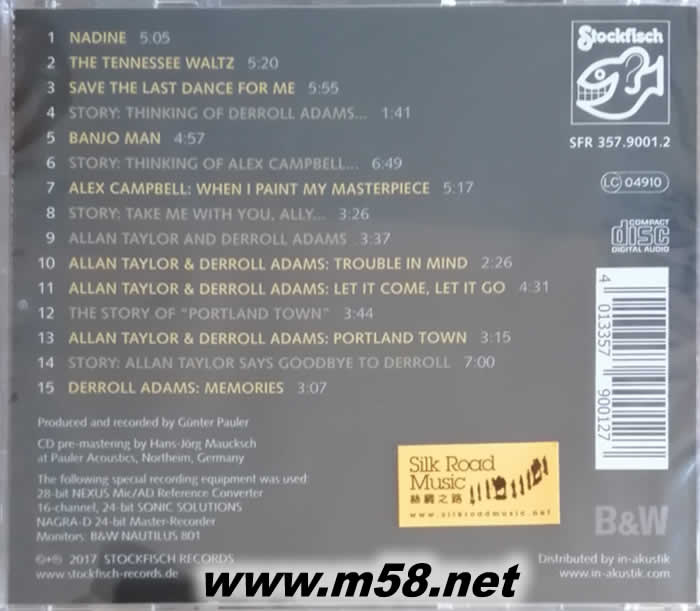 1 NADINE 5:05
2 THE TENNESSEE WALTZ 5:20
3 SAVE THE LAST DANCE FOR ME 5:55
4 STORY: THINKING OF DERROLL ADAMS... 1:41
5 BANJO MAN 4:57
6 STORY: THINKING OF ALEX CAMPBELL... 6:49
7 ALEX CAMPBELL: WHEN I PAINT MY MASTERPIECE 5:17
8 STORY: TAKE ME WITH YOU, ALLY... 3:26
9 ALLAN TAYLOR AND DERROLL ADAMS 3:37
10 ALLAN TAYLOR & DERROLL ADAMS: TROUBLE IN MIND 2:26
11 ALLAN TAYLOR & DERROLL ADAMS: LET IT COME, LET IT GO 4:31
12 THE STORY OF "PORTLAND TOWN" 3:44
13 ALLAN TAYLOR & DERROLL ADAMS: PORTLAND TOWN 3:15
14 STORY: ALLAN TAYLOR SAYS GOODBYE TO DERROLL 7:00
15 DERROLL ADAMS: MEMORIES 3:07
Stockfisch
SFR 357.9001.2
LC 04910
COMPACT
disc
DIGITAL AUDIO
4 013357 900127
Produced and recorded by Günter Pauler
CD pre-mastering by Hans-Jörg Maucksch
at Pauler Acoustics, Northeim, Germany
The following special recording equipment was used:
28-bit NEXUS Mic/AD Reference Converter
16-channel, 24-bit SONIC SOLUTIONS
NAGRA-D 24-bit Master-Recorder
Monitors: B&W NAUTILUS 801
Silk Road
Music
絲綢之路
www.silkroadmusic.net
B&W
©+℗ 2017 STOCKFISCH RECORDS
www.stockfisch-records.de
Distributed by in-akustik
www.in-akustik.com
www.m58.net